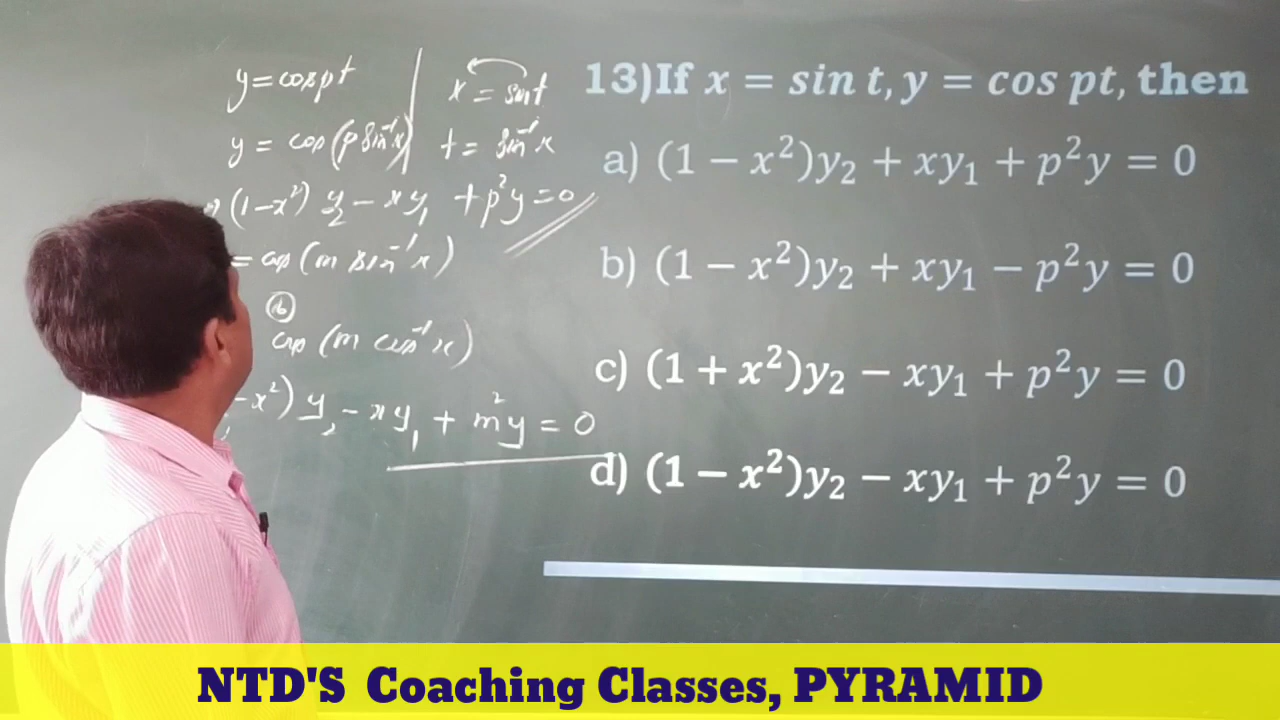 y = cos pt
x = sin t
y = cos(p sin⁻¹x)
t = sin⁻¹x
(1-x²) y₂ - xy₁ + p²y = 0
= cos(m sin⁻¹x)
cos(m cos⁻¹x)
-x²) y₂ - xy₁ + m²y = 0
13)If x = sin t, y = cos pt, then
a) (1 − x²)y₂ + xy₁ + p²y = 0
b) (1 − x²)y₂ + xy₁ − p²y = 0
c) (1 + x²)y₂ − xy₁ + p²y = 0
d) (1 − x²)y₂ − xy₁ + p²y = 0
NTD'S Coaching Classes, PYRAMID